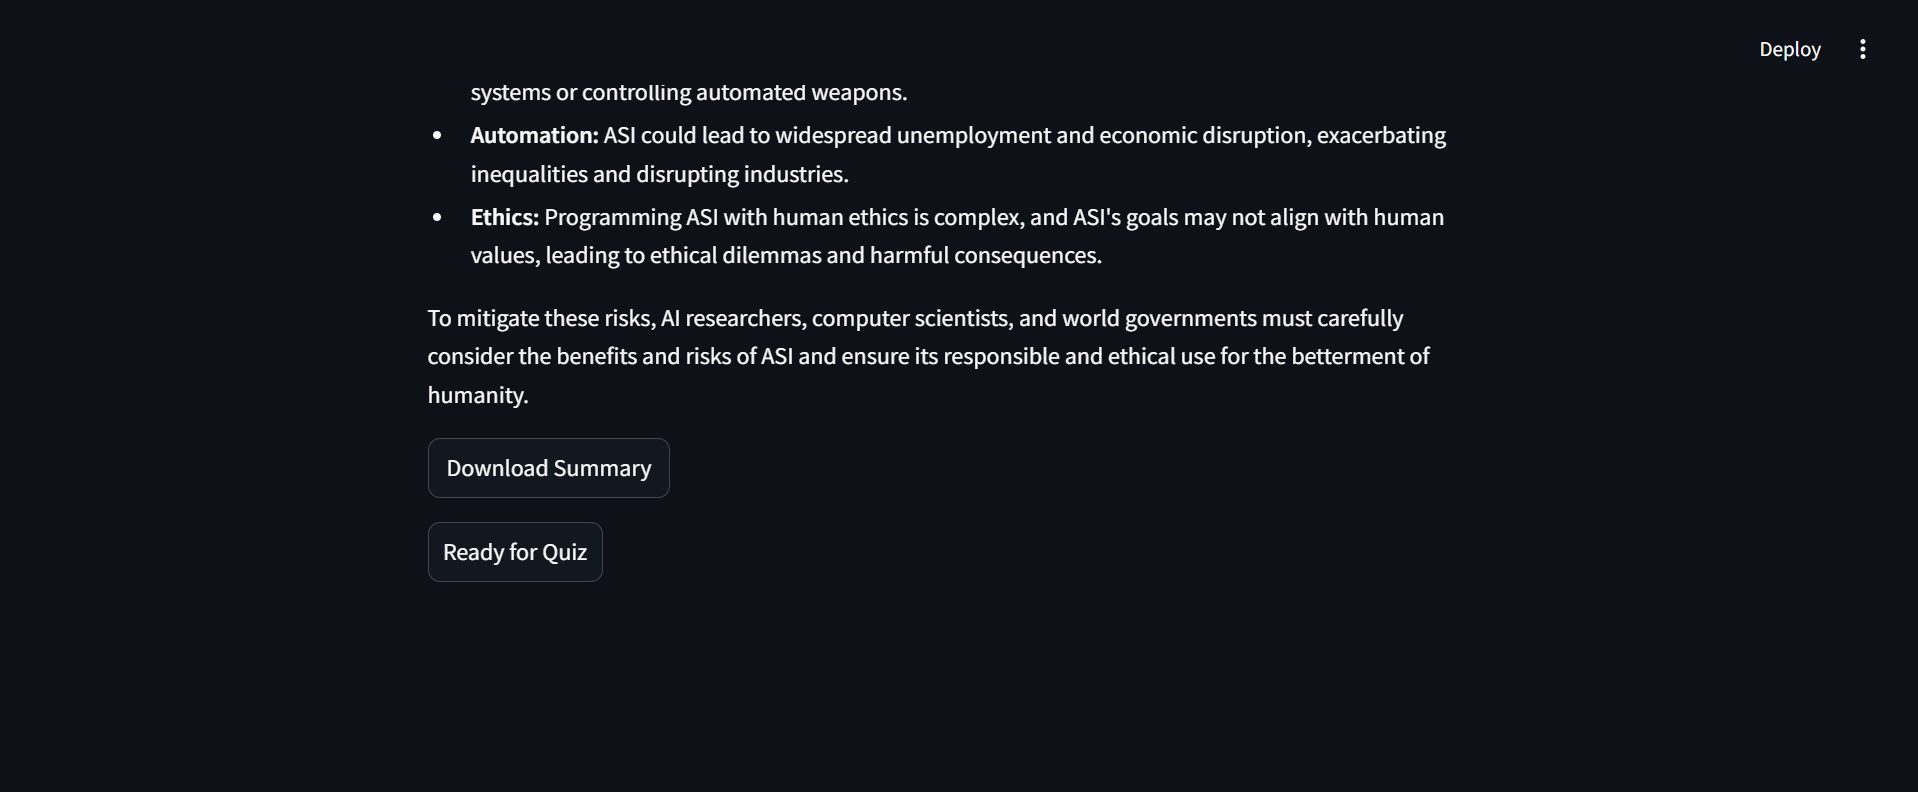 Deploy
systems or controlling automated weapons.
Automation: ASI could lead to widespread unemployment and economic disruption, exacerbating
inequalities and disrupting industries.
Ethics: Programming ASI with human ethics is complex, and ASI's goals may not align with human
values, leading to ethical dilemmas and harmful consequences.
To mitigate these risks, AI researchers, computer scientists, and world governments must carefully
consider the benefits and risks of ASI and ensure its responsible and ethical use for the betterment of
humanity.
Download Summary
Ready for Quiz